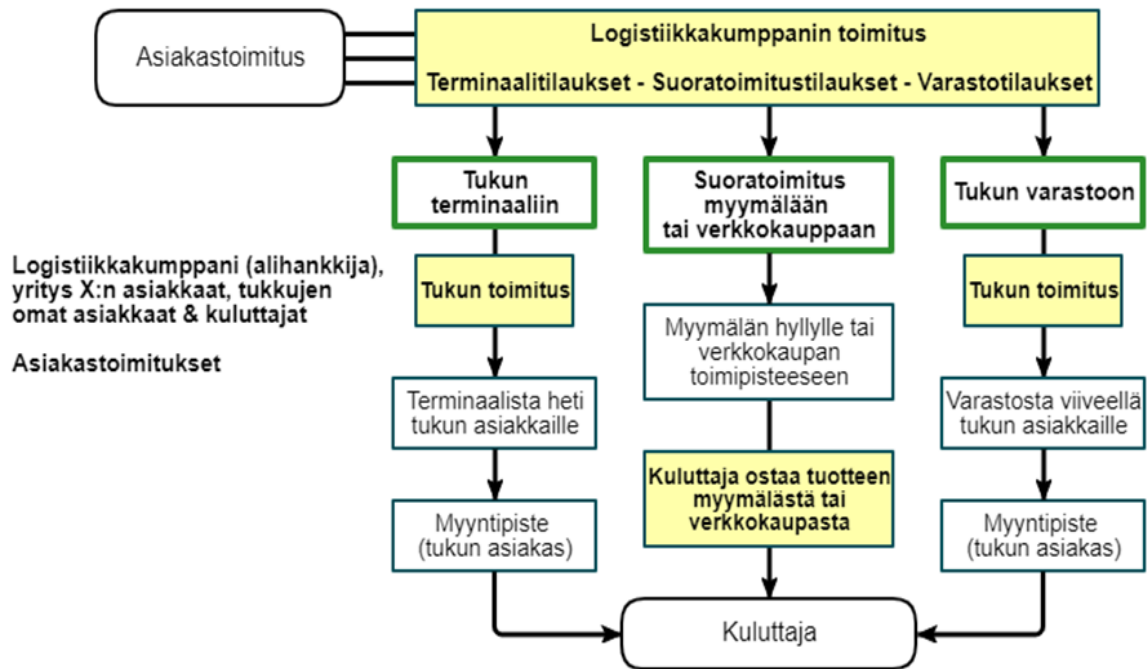 Asiakastoimitus
Logistiikkakumppanin toimitus
Terminaalitilaukset - Suoratoimitustilaukset - Varastotilaukset
Tukun
terminaaliin
Suoratoimitus
myymälään
tai verkkokauppaan
Tukun varastoon
Logistiikkakumppani (alihankkija),
yritys X:n asiakkaat, tukkujen
omat asiakkaat & kuluttajat
Asiakastoimitukset
Tukun toimitus
Myymälän hyllylle tai
verkkokaupan
toimipisteeseen
Tukun toimitus
Terminaalista heti
tukun asiakkaille
Varastosta viiveellä
tukun asiakkaille
Kuluttaja ostaa tuotteen
myymälästä tai
verkkokaupasta
Myyntipiste
(tukun asiakas)
Myyntipiste
(tukun asiakas)
Kuluttaja